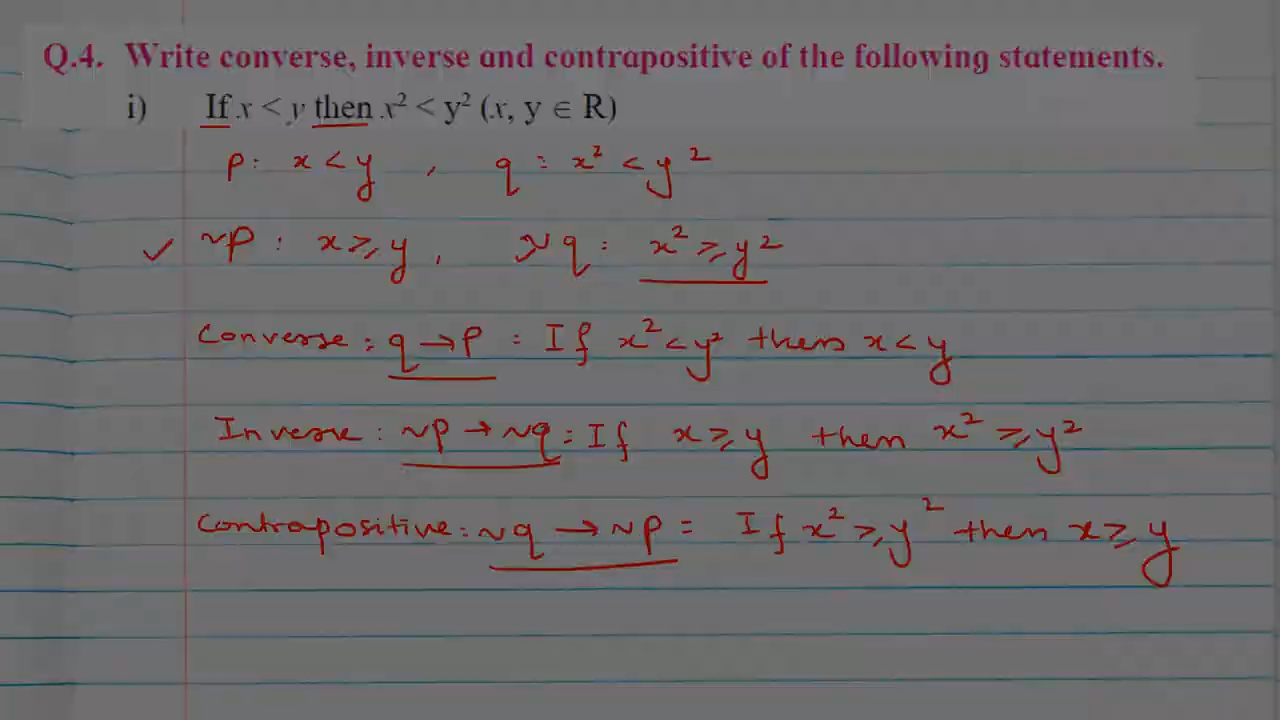 Q.4. Write converse, inverse and contrapositive of the following statements.
i) If x < y then x² < y² (x, y ∈ R)
p: x < y , q: x² < y²
✓ ~p : x ⩾ y, ~q : x² ⩾ y²
Converse : q → p : If x² < y² then x < y
Inverse : ~p → ~q : If x ⩾ y then x² ⩾ y²
Contrapositive : ~q → ~p = If x² ⩾ y² then x ⩾ y